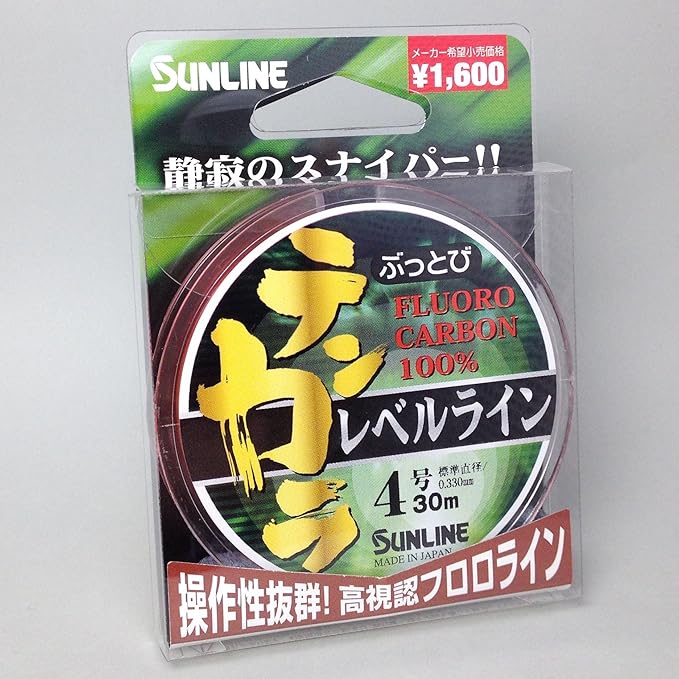 SUNLINE
メーカー希望小売価格
¥1,600
静寂のスナイパー!!
テンカラ
ぶっとび
FLUORO
CARBON
100%
レベルライン
4号 標準直径/
0.330mm
30m
SUNLINE
MADE IN JAPAN
操作性抜群!高視認フロロライン